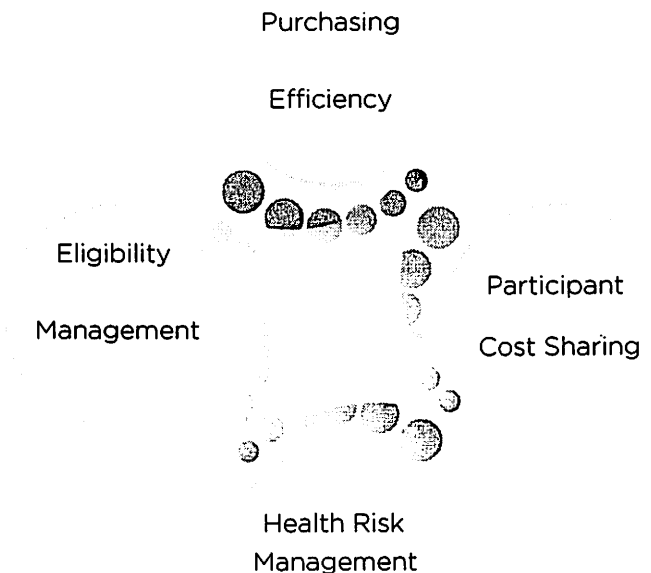 Purchasing
Efficiency
Eligibility
Management
Participant
Cost Sharing
Health Risk
Management